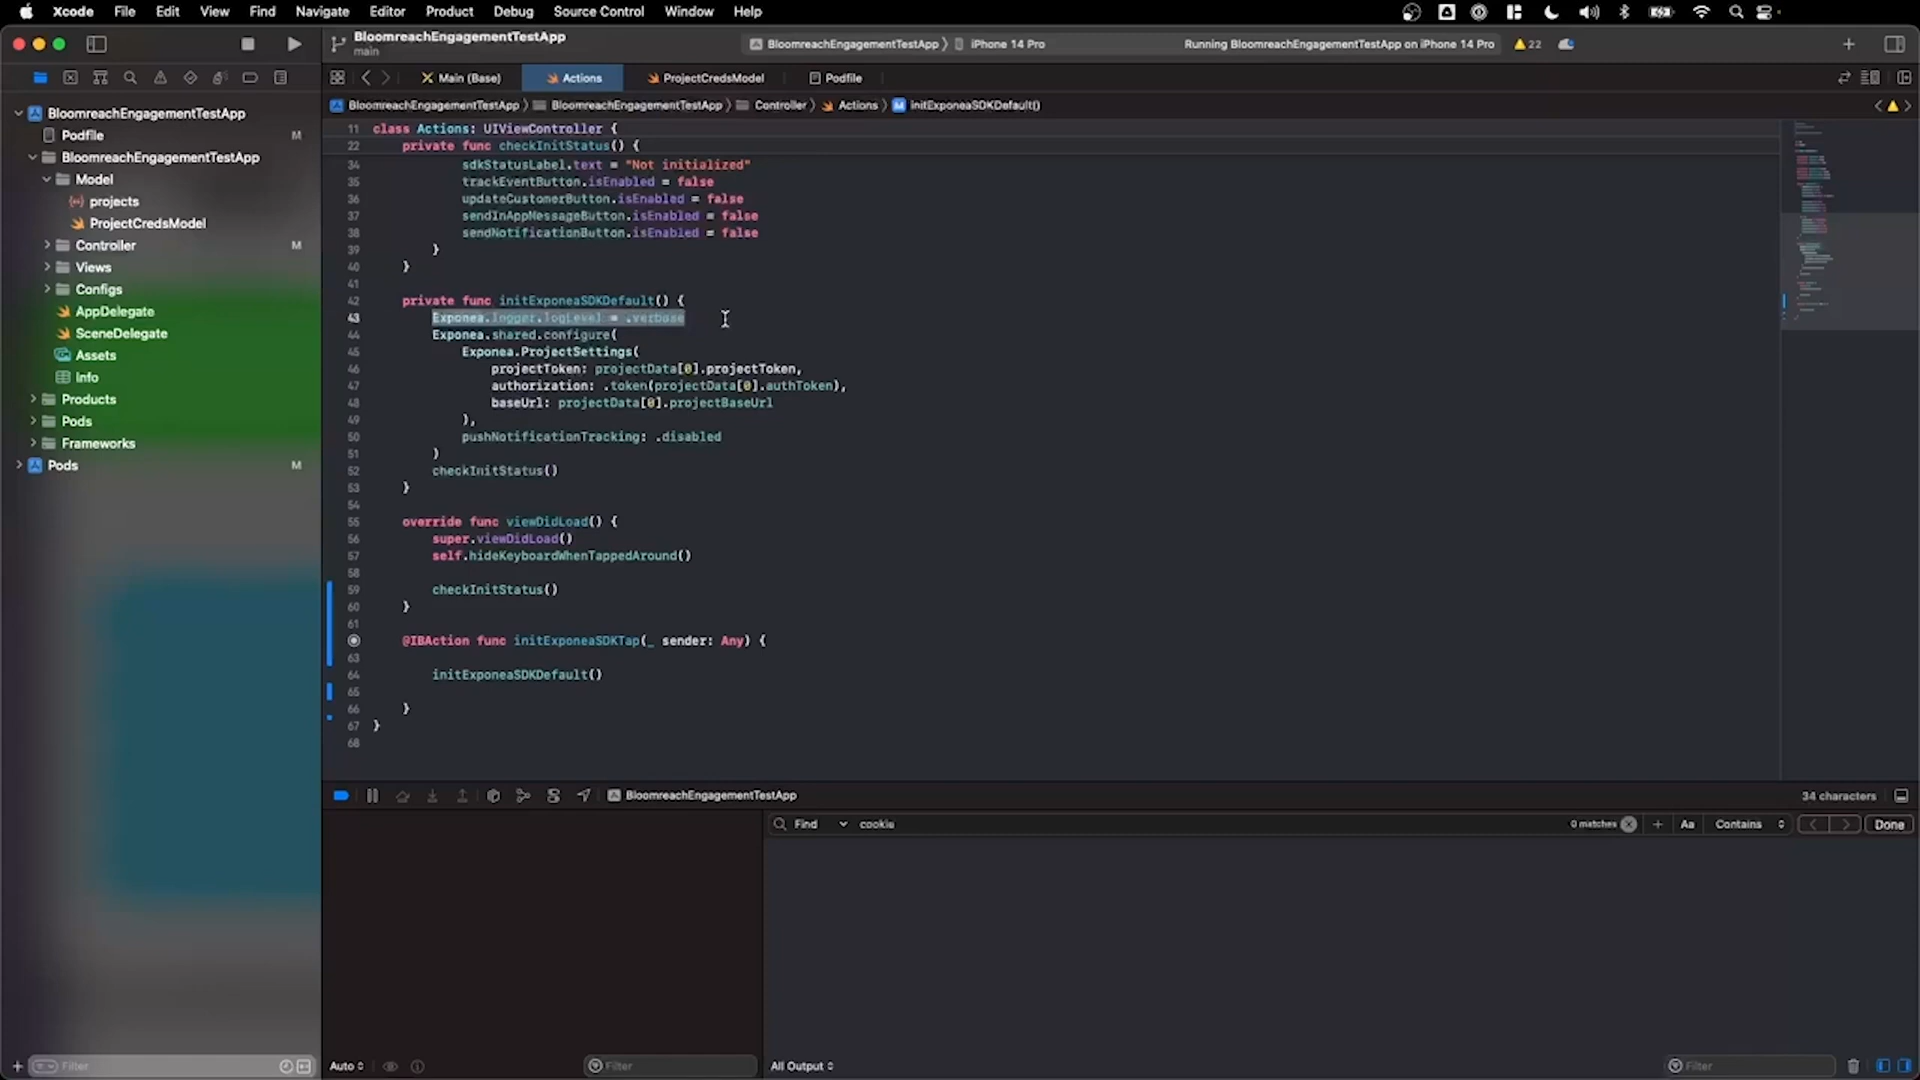 Xcode File Edit View Find Navigate Editor Product Debug Source Control Window Help
BloomreachEngagementTestApp
main
BloomreachEngagementTestApp iPhone 14 Pro
Running BloomreachEngagementTestApp on iPhone 14 Pro 22
Main (Base) Actions ProjectCredsModel Podfile
BloomreachEngagementTestApp BloomreachEngagementTestApp Controller Actions M initExponeaSDKDefault()
BloomreachEngagementTestApp
Podfile M
BloomreachEngagementTestApp
Model
projects
ProjectCredsModel
Controller M
Views
Configs
AppDelegate
SceneDelegate
Assets
Info
Products
Pods
Frameworks
Pods M
Filter
11 class Actions: UIViewController {
22 private func checkInitStatus() {
34 sdkStatusLabel.text = "Not initialized"
35 trackEventButton.isEnabled = false
36 updateCustomerButton.isEnabled = false
37 sendInAppMessageButton.isEnabled = false
38 sendNotificationButton.isEnabled = false
39 }
40 }
41
42 private func initExponeaSDKDefault() {
43 Exponea.logger.logLevel = .verbose
44 Exponea.shared.configure(
45 Exponea.ProjectSettings(
46 projectToken: projectData[0].projectToken,
47 authorization: .token(projectData[0].authToken),
48 baseUrl: projectData[0].projectBaseUrl
49 ),
50 pushNotificationTracking: .disabled
51 )
52 checkInitStatus()
53 }
54
55 override func viewDidLoad() {
56 super.viewDidLoad()
57 self.hideKeyboardWhenTappedAround()
58
59 checkInitStatus()
60 }
61
@IBAction func initExponeaSDKTap(_ sender: Any) {
63
64 initExponeaSDKDefault()
65
66 }
67 }
68
BloomreachEngagementTestApp 34 characters
Find cookie 0 matches Aa Contains Done
Auto Filter All Output Filter